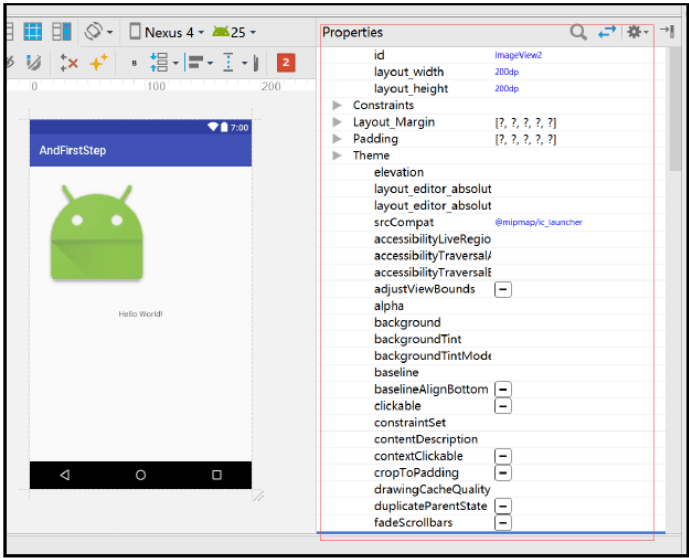 Nexus 4
25
2
0
100
200
7:00
AndFirstStep
Hello World!
Properties
id ImageView2
layout_width 200dp
layout_height 200dp
Constraints
Layout_Margin [?, ?, ?, ?, ?]
Padding [?, ?, ?, ?, ?]
Theme
elevation
layout_editor_absolut
layout_editor_absolut
srcCompat @mipmap/ic_launcher
accessibilityLiveRegio
accessibilityTraversalA
accessibilityTraversalB
adjustViewBounds
alpha
background
backgroundTint
backgroundTintMode
baseline
baselineAlignBottom
clickable
constraintSet
contentDescription
contextClickable
cropToPadding
drawingCacheQuality
duplicateParentState
fadeScrollbars